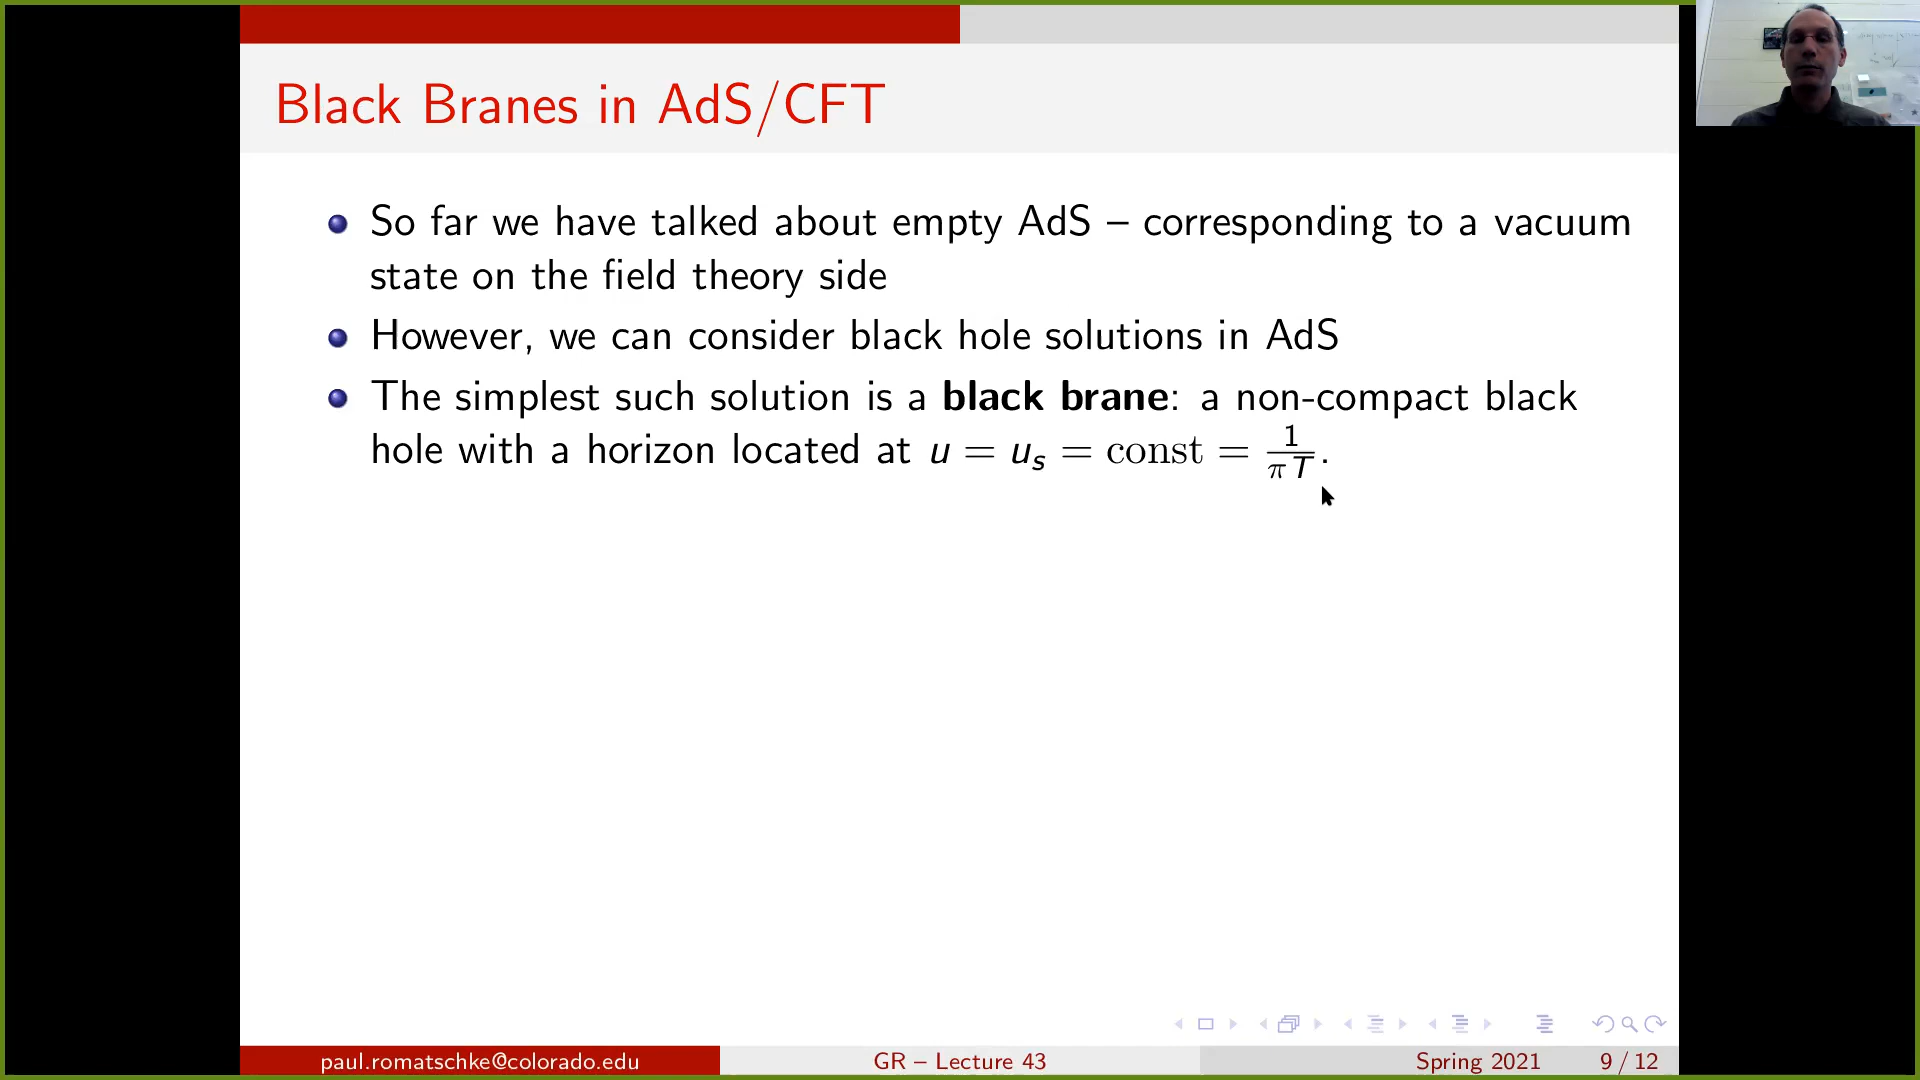 Black Branes in AdS/CFT
So far we have talked about empty AdS – corresponding to a vacuum
state on the field theory side
However, we can consider black hole solutions in AdS
The simplest such solution is a black brane: a non-compact black
hole with a horizon located at u = u_s = const = 1/(π T).
paul.romatschke@colorado.edu GR – Lecture 43 Spring 2021 9 / 12